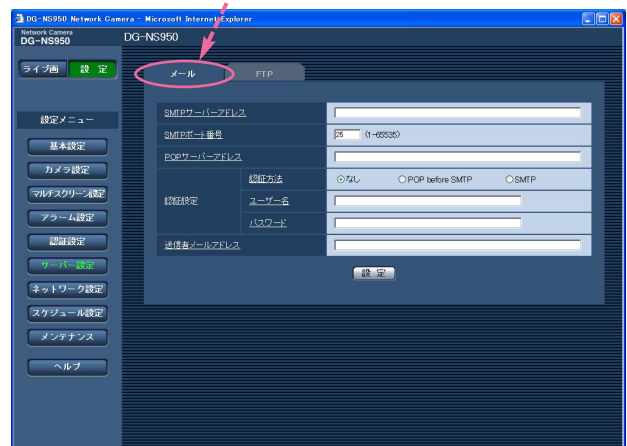 DG-NS950 Network Camera - Microsoft Internet Explorer
Network Camera
DG-NS950
DG-NS950
ライブ画 設 定
メール FTP
設定メニュー
基本設定
カメラ設定
マルチスクリーン設定
アラーム設定
認証設定
サーバー設定
ネットワーク設定
スケジュール設定
メンテナンス
ヘルプ
SMTPサーバーアドレス
SMTPポート番号 25 (1-65535)
POPサーバーアドレス
認証設定
認証方法 なし POP before SMTP SMTP
ユーザー名
パスワード
送信者メールアドレス
設 定